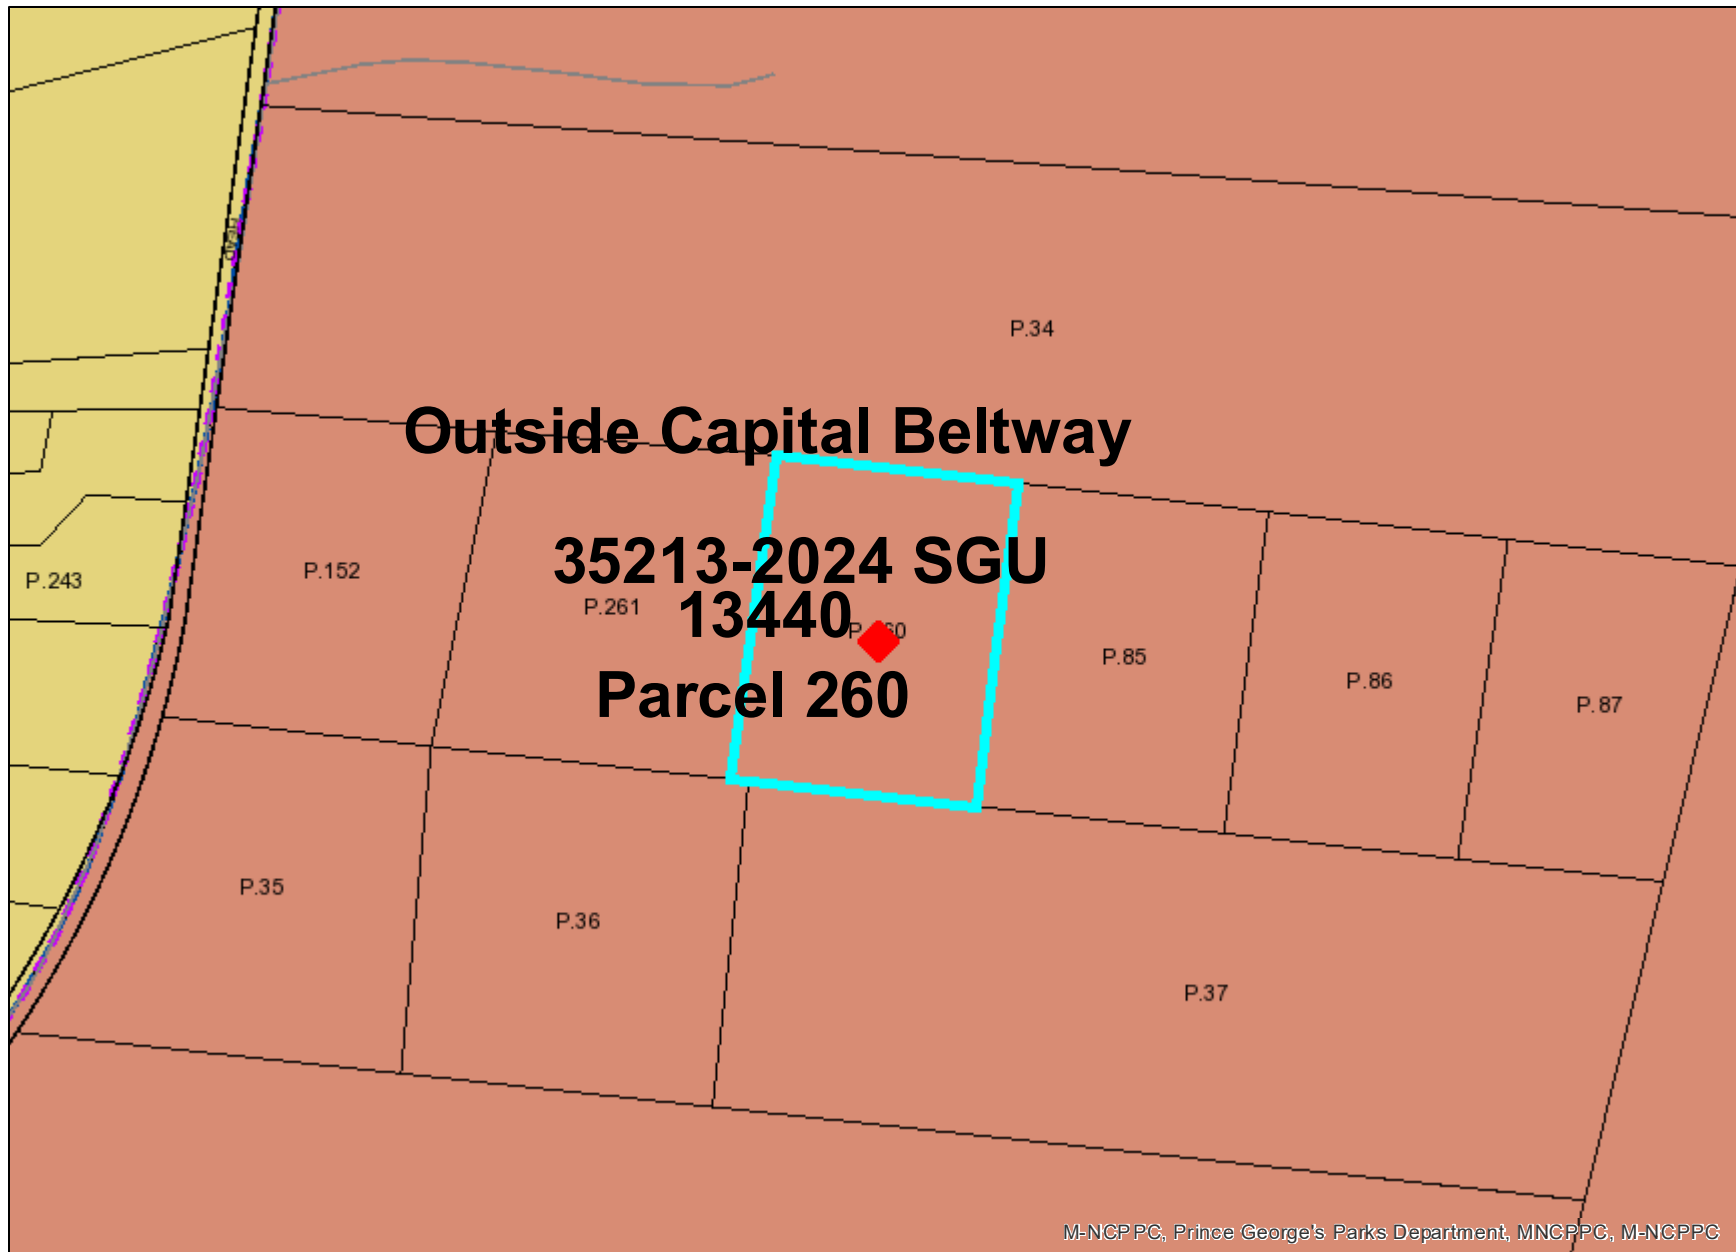 HEAD
P.34
Outside Capital Beltway
35213-2024 SGU
P.243
P.152
P.261
13440
P.85
P.86
P.87
Parcel 260
P.35
P.36
P.37
M-NCPPC, Prince George's Parks Department, MNCPPC, M-NCPPC